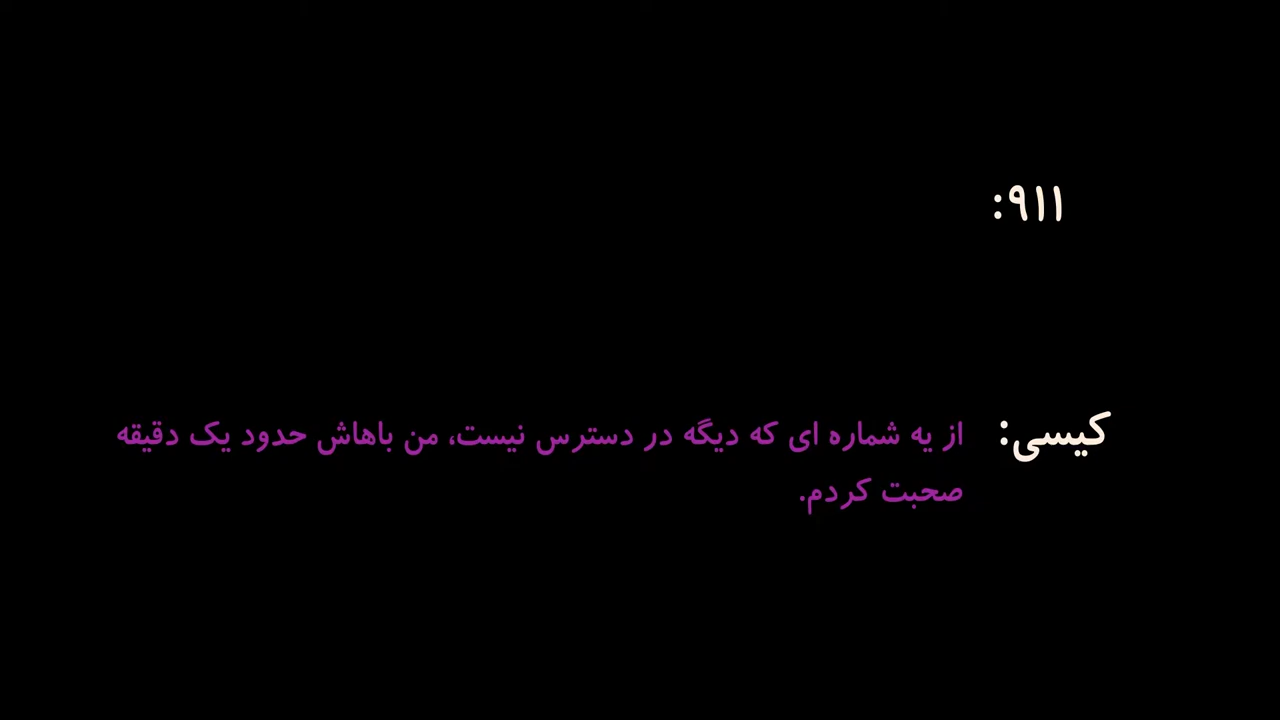 ۹۱۱:
کیسی: از یه شماره ای که دیگه در دسترس نیست، من باهاش حدود یک دقیقه
صحبت کردم.